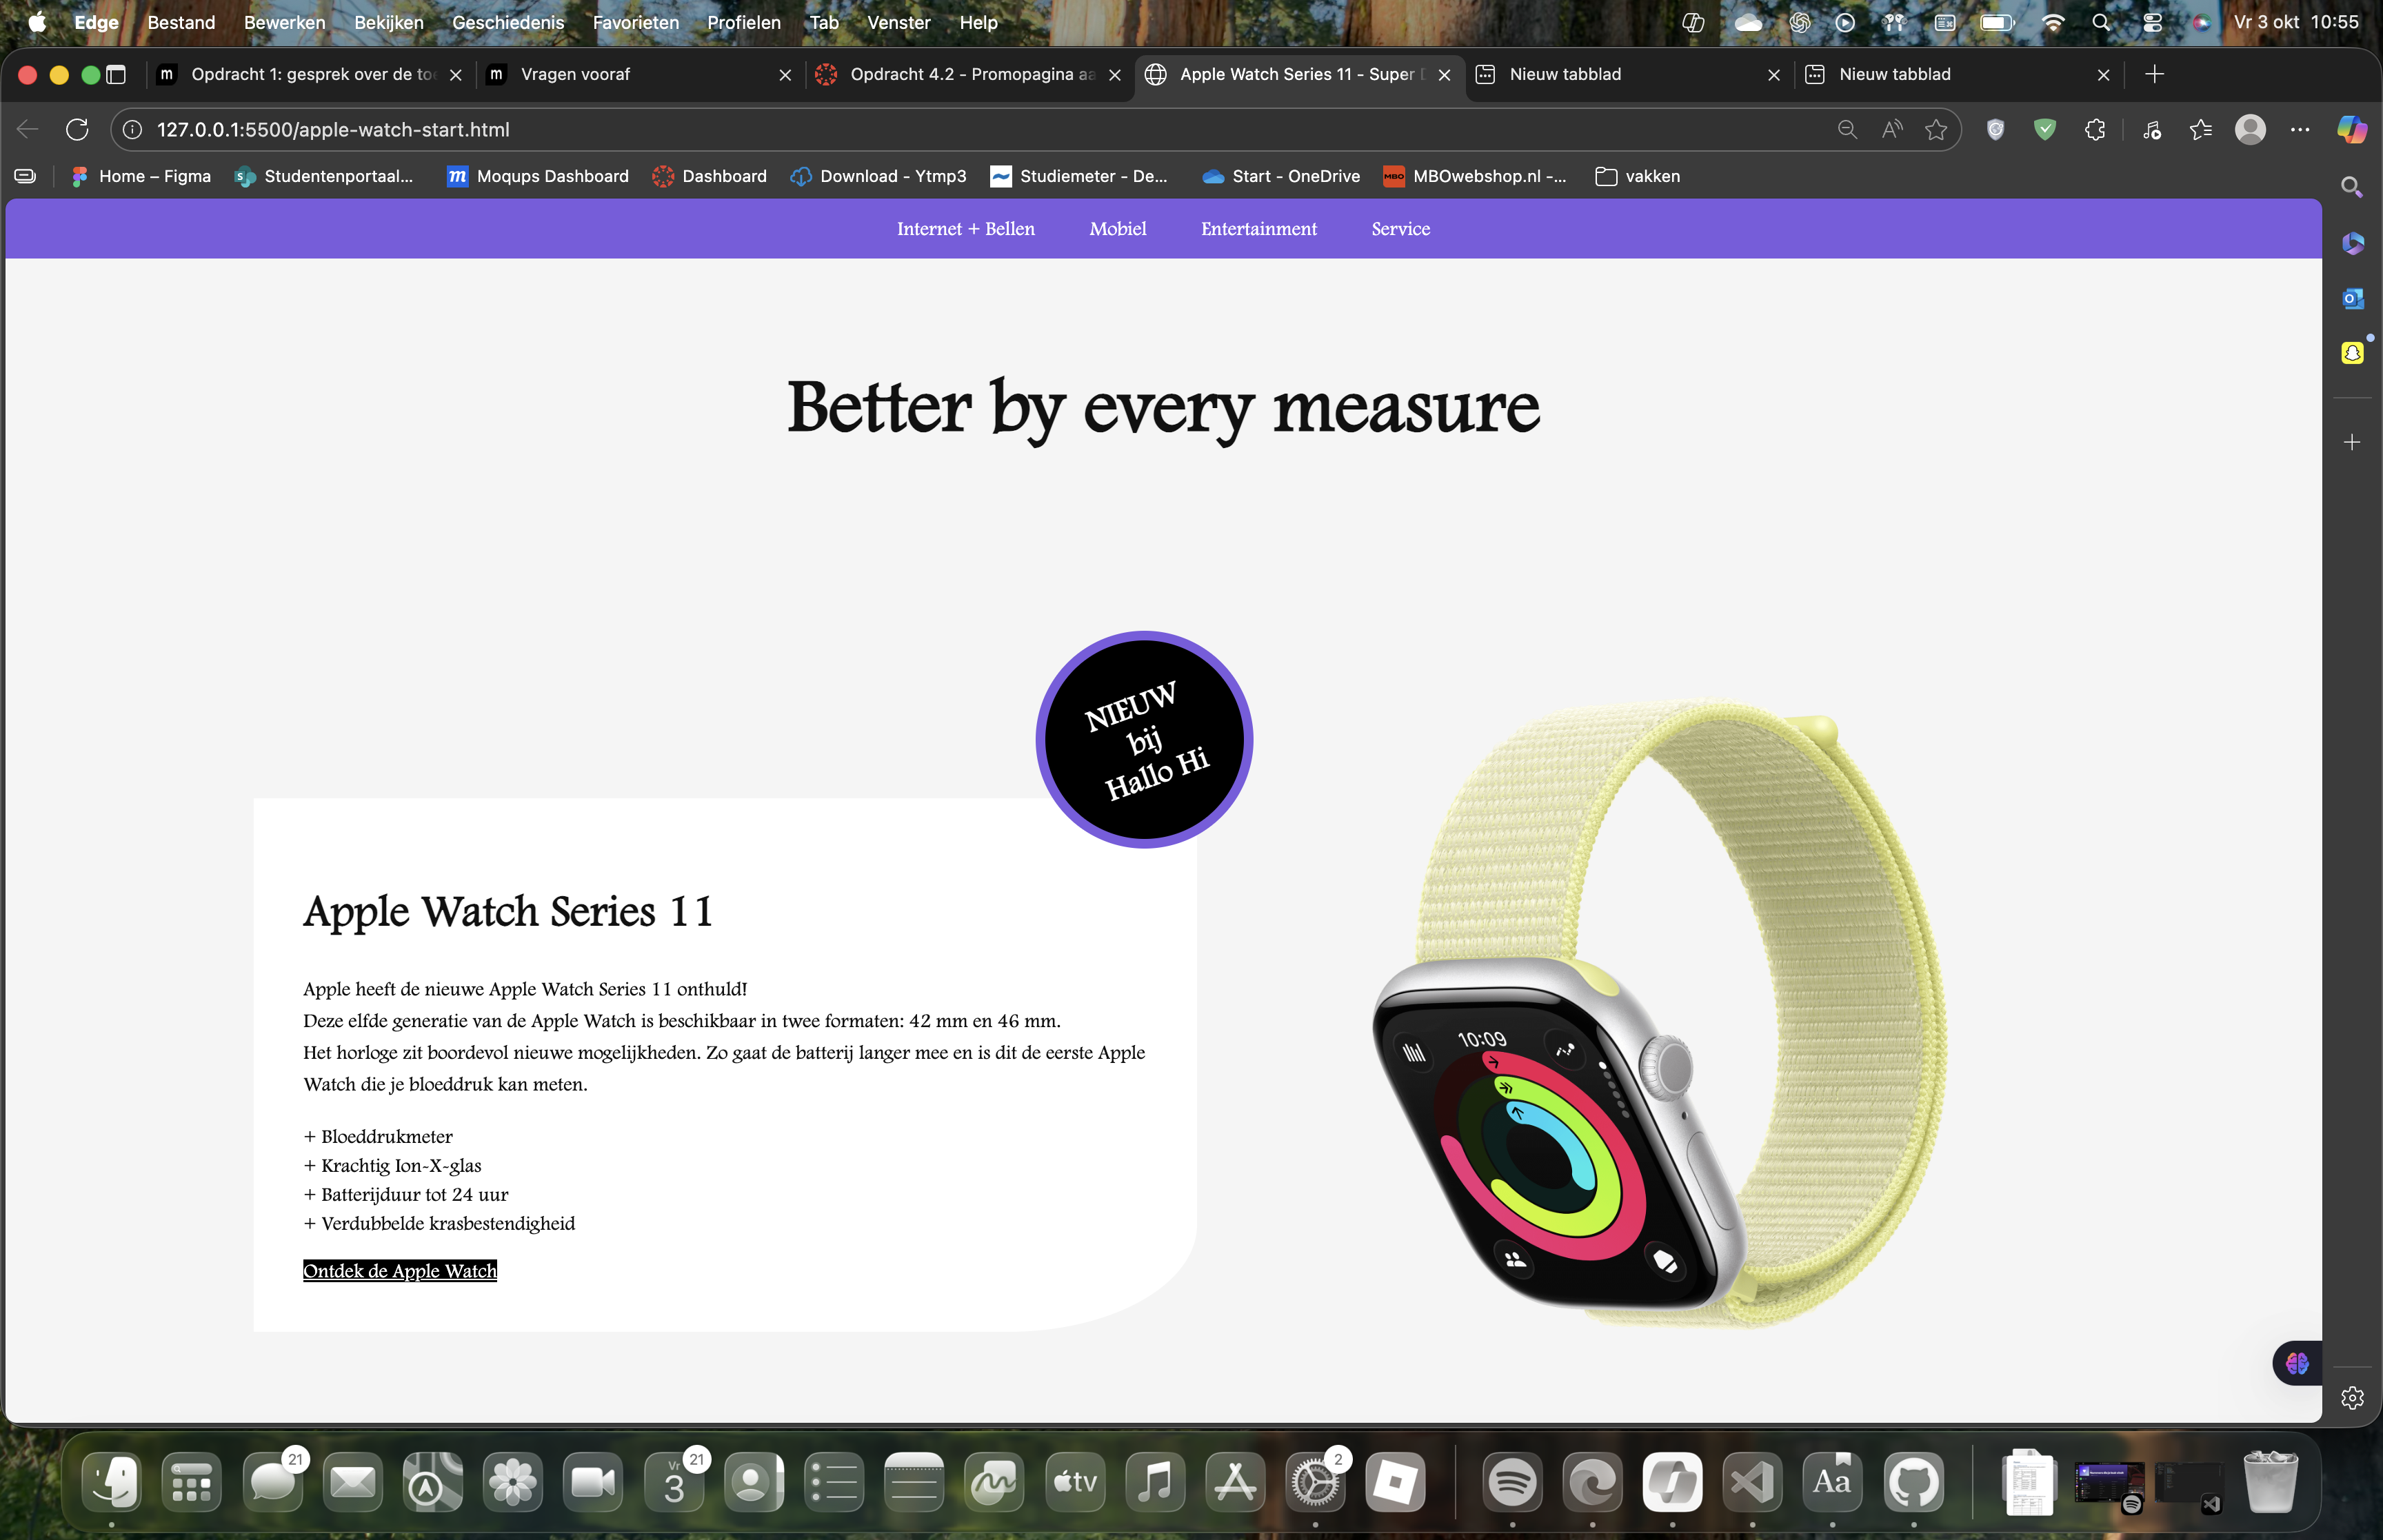 Edge Bestand Bewerken Bekijken Geschiedenis Favorieten Profielen Tab Venster Help Vr 3 okt 10:55
Opdracht 1: gesprek over de toe Vragen vooraf Opdracht 4.2 - Promopagina aa Apple Watch Series 11 - Super Nieuw tabblad Nieuw tabblad
127.0.0.1:5500/apple-watch-start.html
Home – Figma Studentenportaal... Moqups Dashboard Dashboard Download - Ytmp3 Studiemeter - De... Start - OneDrive MBO MBOwebshop.nl -... vakken
Internet + Bellen Mobiel Entertainment Service
Better by every measure
NIEUW
bij
Hallo Hi
Apple Watch Series 11
Apple heeft de nieuwe Apple Watch Series 11 onthuld!
Deze elfde generatie van de Apple Watch is beschikbaar in twee formaten: 42 mm en 46 mm.
Het horloge zit boordevol nieuwe mogelijkheden. Zo gaat de batterij langer mee en is dit de eerste Apple
Watch die je bloeddruk kan meten.
+ Bloeddrukmeter
+ Krachtig Ion-X-glas
+ Batterijduur tot 24 uur
+ Verdubbelde krasbestendigheid
Ontdek de Apple Watch
10:09
21 Vr 3 21 tv 2 Aa